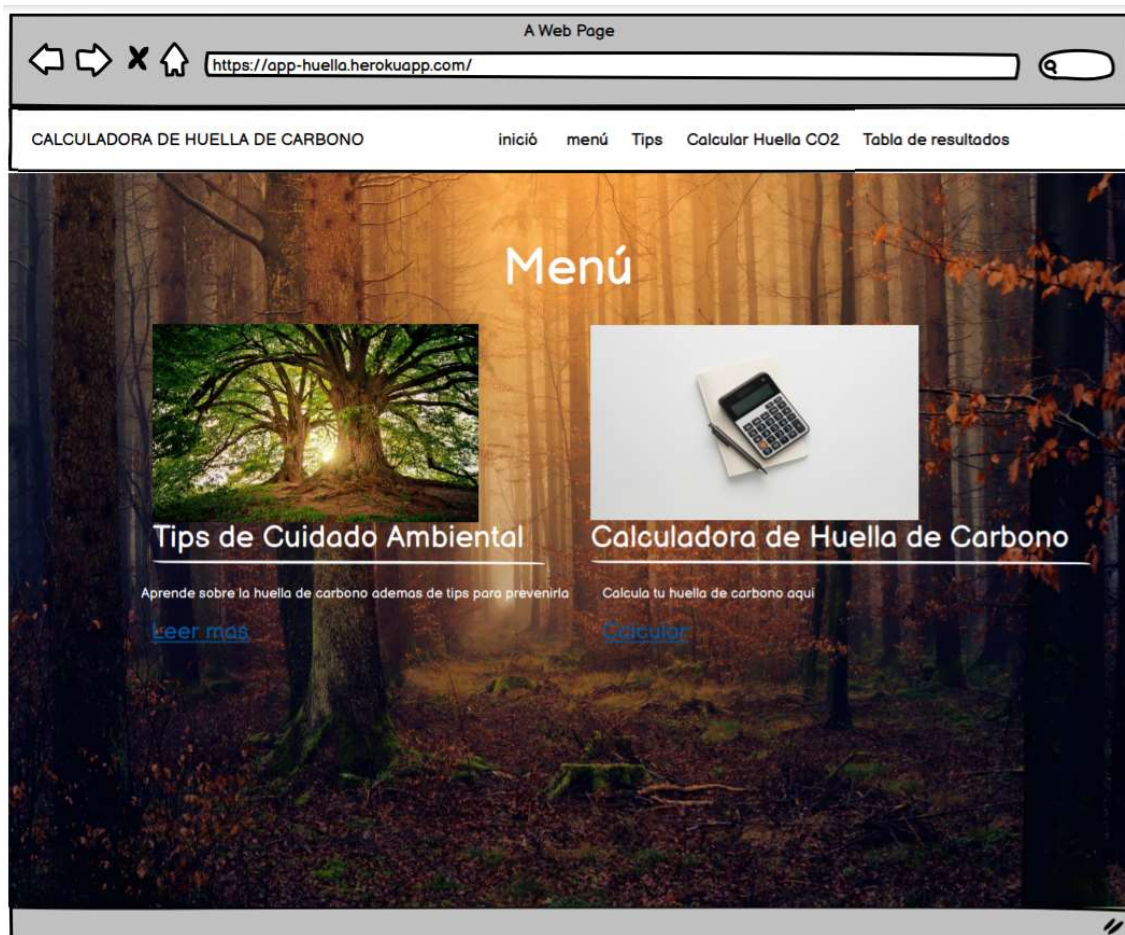 A Web Page
https://app-huella.herokuapp.com/
CALCULADORA DE HUELLA DE CARBONO inició menú Tips Calcular Huella CO2 Tabla de resultados
Menú
Tips de Cuidado Ambiental
Aprende sobre la huella de carbono ademas de tips para prevenirla
Leer mas
Calculadora de Huella de Carbono
Calcula tu huella de carbono aqui
Calcular